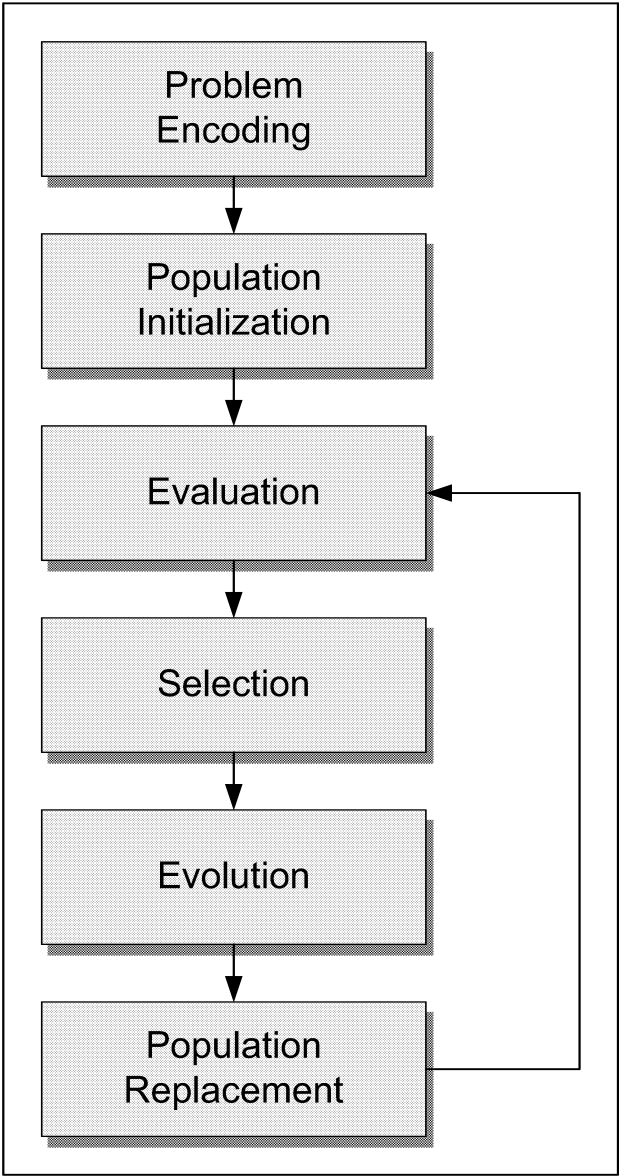 Problem
Encoding
Population
Initialization
Evaluation
Selection
Evolution
Population
Replacement